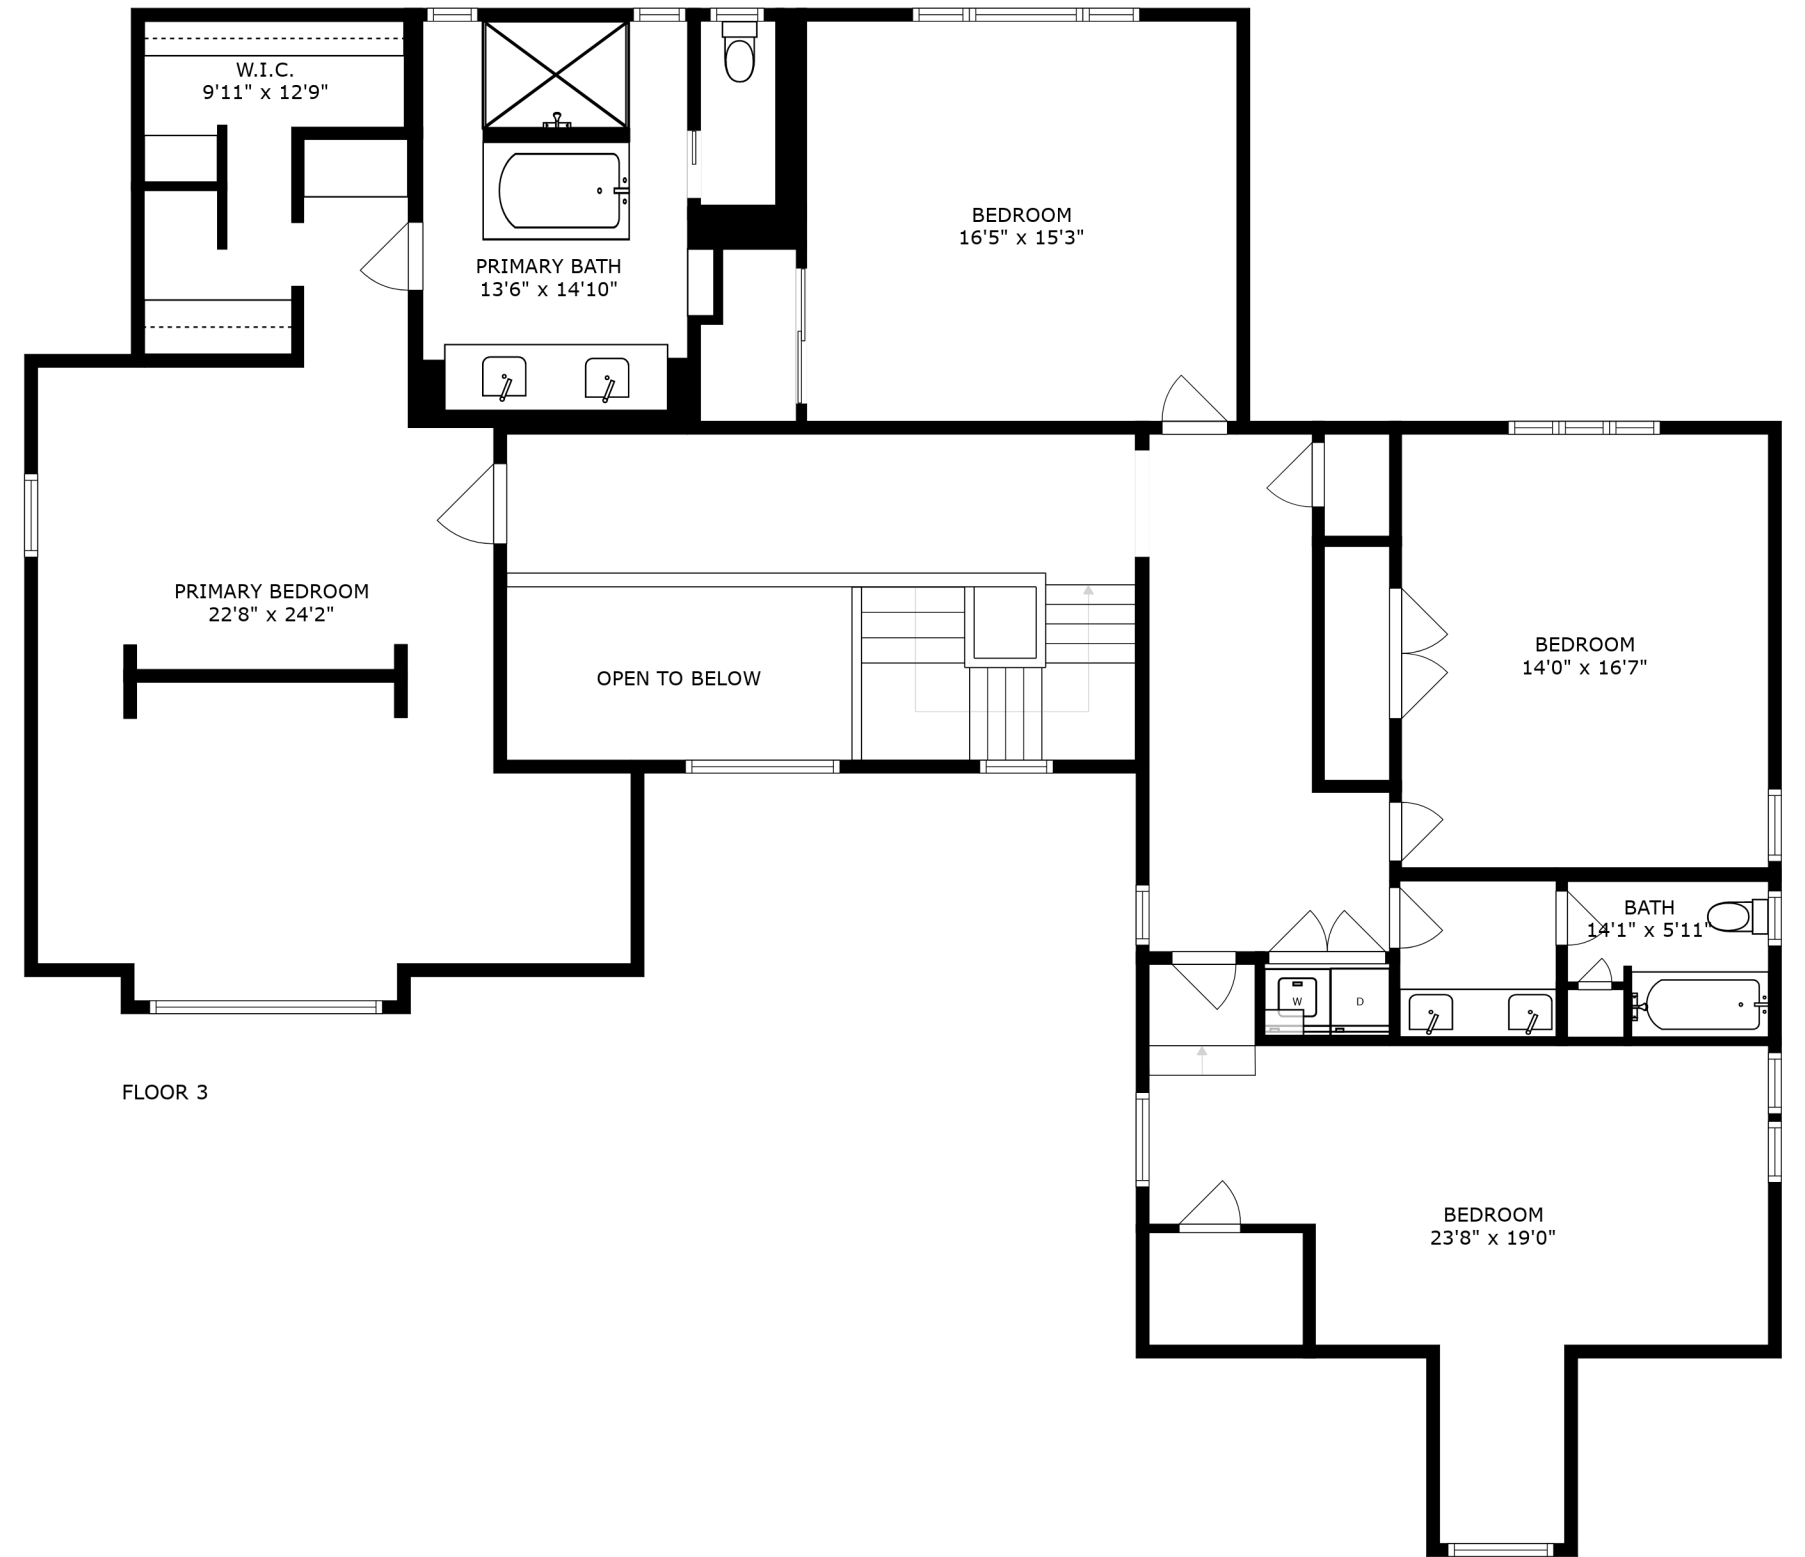 W.I.C.
9'11" x 12'9"
BEDROOM
16'5" x 15'3"
PRIMARY BATH
13'6" x 14'10"
PRIMARY BEDROOM
22'8" x 24'2"
OPEN TO BELOW
BEDROOM
14'0" x 16'7"
BATH
14'1" x 5'11"
W
D
FLOOR 3
BEDROOM
23'8" x 19'0"